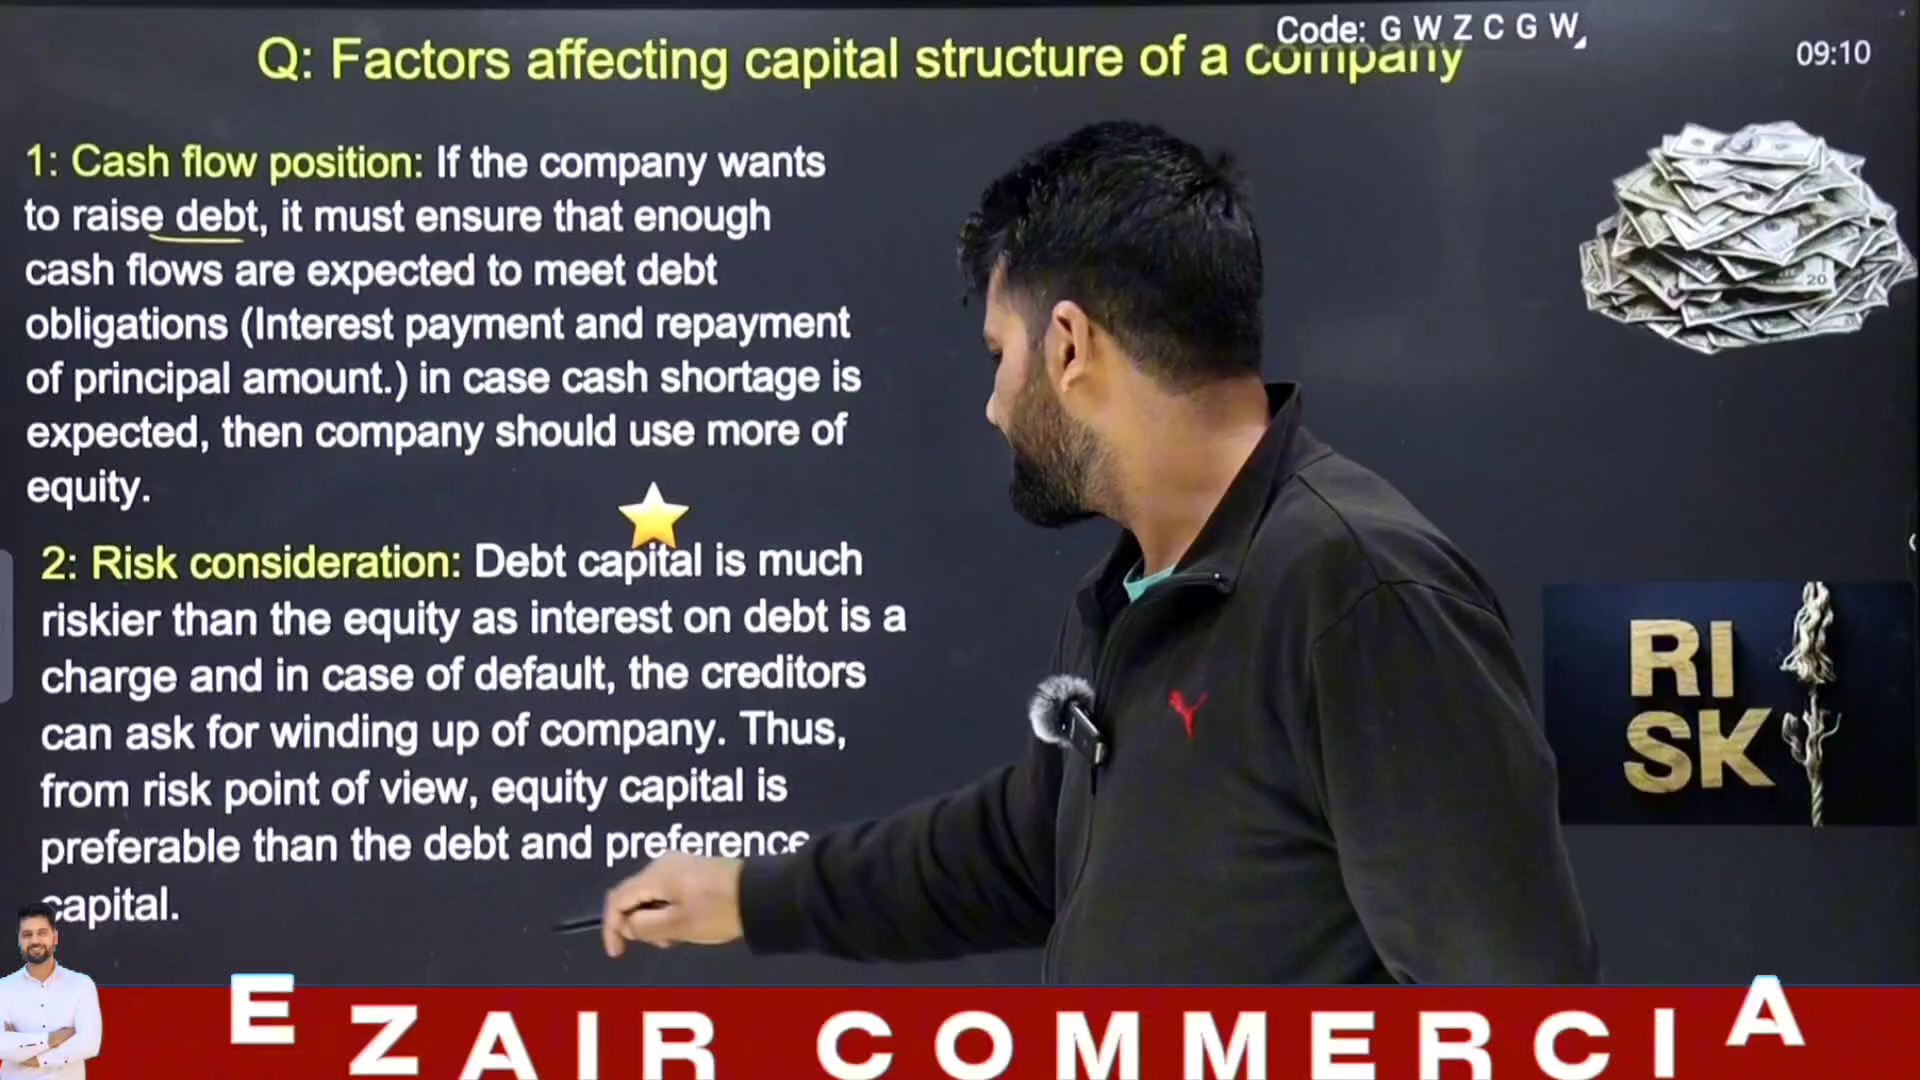 Code: G W Z C G W
Q: Factors affecting capital structure of a company
09:10
1: Cash flow position: If the company wants
to raise debt, it must ensure that enough
cash flows are expected to meet debt
obligations (Interest payment and repayment
of principal amount.) in case cash shortage is
expected, then company should use more of
equity.
2: Risk consideration: Debt capital is much
riskier than the equity as interest on debt is a
charge and in case of default, the creditors
can ask for winding up of company. Thus,
from risk point of view, equity capital is
preferable than the debt and preference
capital.
20
RI
SK
E ZAIR COMMERCIA